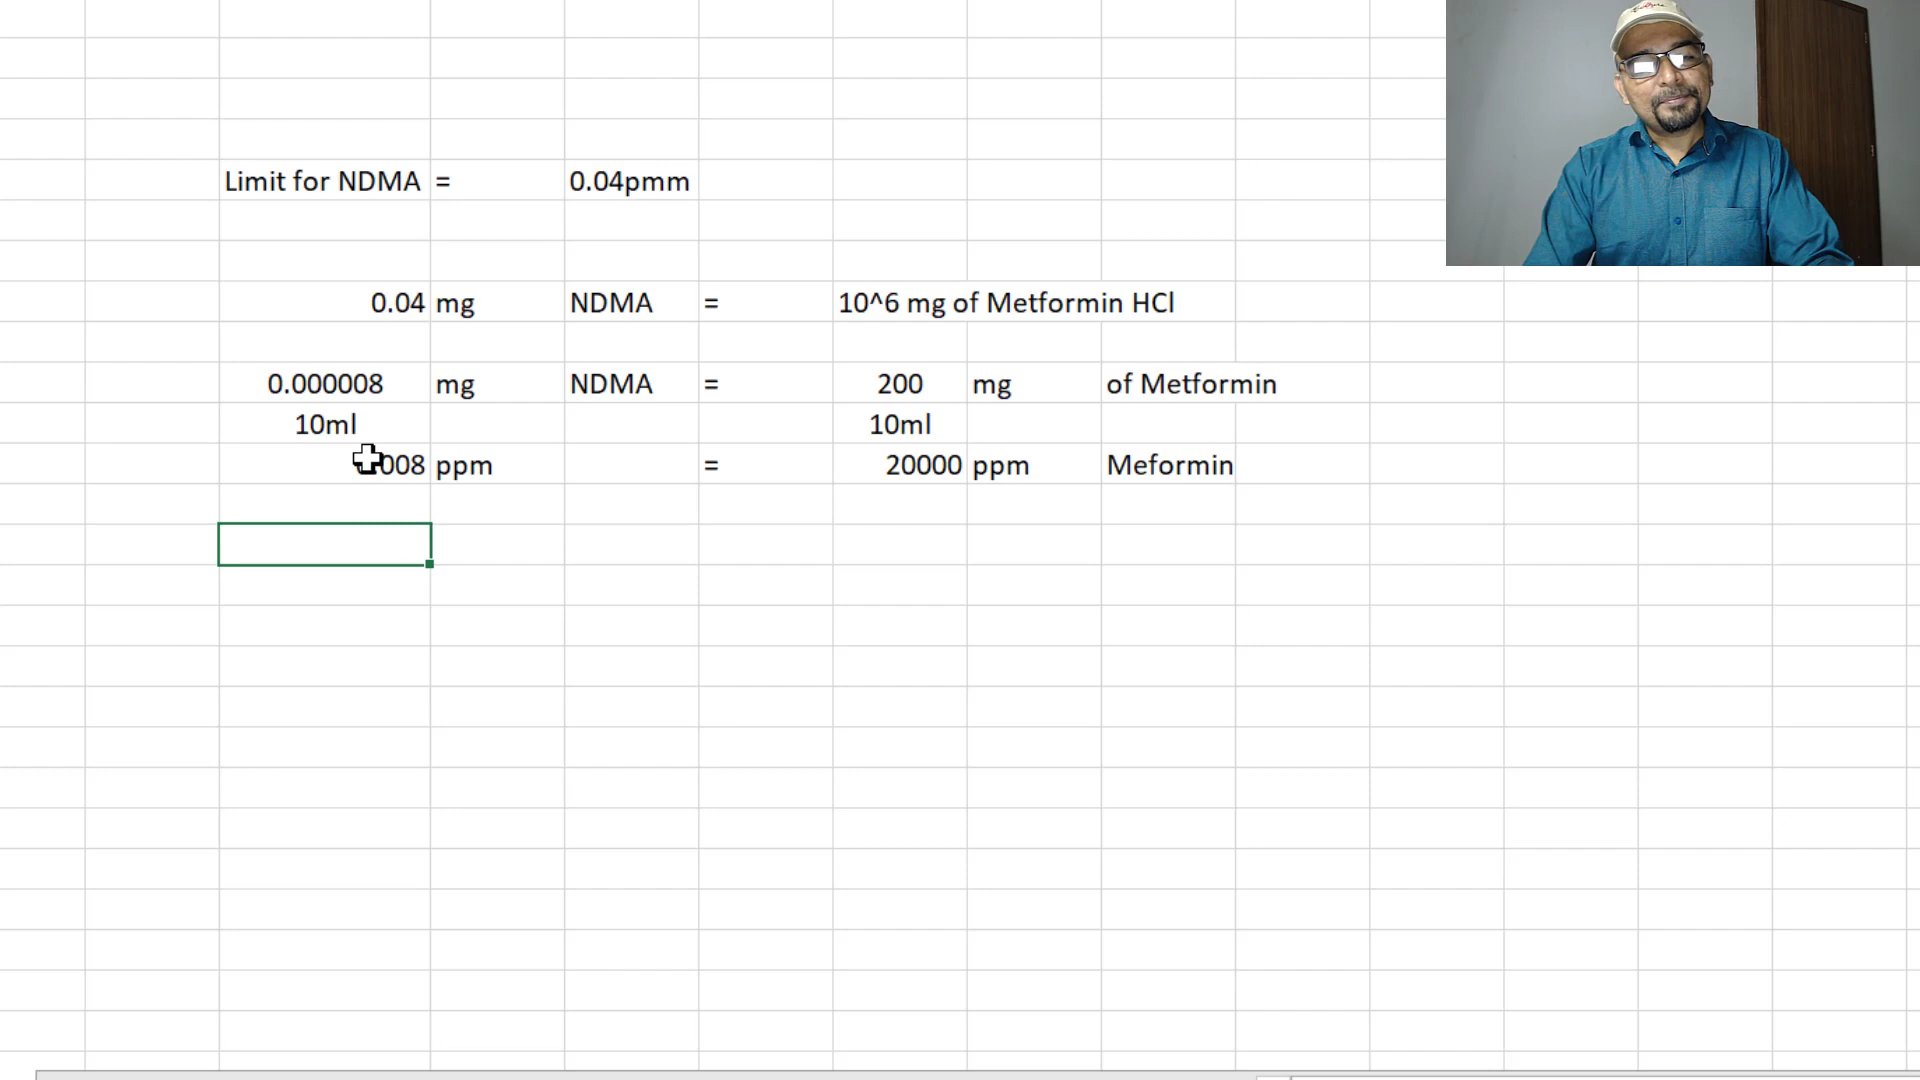 Limit for NDMA = 0.04pmm
0.04 mg NDMA = 10^6 mg of Metformin HCl
0.000008 mg NDMA = 200 mg of Metformin
10ml 10ml
008 ppm = 20000 ppm Meformin